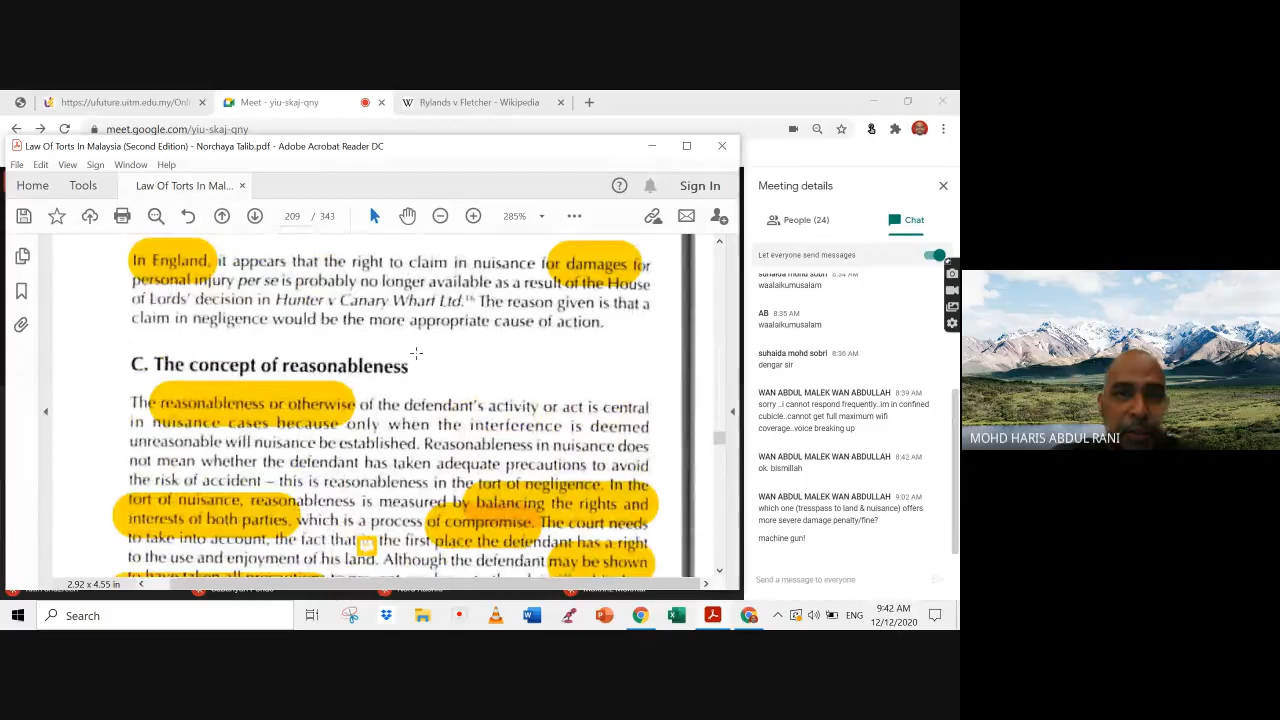 https://ufuture.uitm.edu.my/Onl
Meet - yiu-skaj-qny
Rylands v Fletcher - Wikipedia
meet.google.com/yiu-skaj-qny
Law Of Torts In Malaysia (Second Edition) - Norchaya Talib.pdf - Adobe Acrobat Reader DC
File Edit View Sign Window Help
Home Tools Law Of Torts In Mal... Sign In
209 / 343 285%
In England, it appears that the right to claim in nuisance for damages for
personal injury per se is probably no longer available as a result of the House
of Lords' decision in Hunter v Canary Wharf Ltd.16 The reason given is that a
claim in negligence would be the more appropriate cause of action.
C. The concept of reasonableness
The reasonableness or otherwise of the defendant's activity or act is central
in nuisance cases because only when the interference is deemed
unreasonable will nuisance be established. Reasonableness in nuisance does
not mean whether the defendant has taken adequate precautions to avoid
the risk of accident – this is reasonableness in the tort of negligence. In the
tort of nuisance, reasonableness is measured by balancing the rights and
interests of both parties, which is a process of compromise. The court needs
to take into account, the fact that the first place the defendant has a right
to the use and enjoyment of his land. Although the defendant may be shown
to have taken all precautions to
2.92 x 4.55 in
Meeting details
People (24) Chat
Let everyone send messages
suhaida mohd sobri 8:34 AM
waalaikumusalam
AB 8:35 AM
waalaikumusalam
suhaida mohd sobri 8:36 AM
dengar sir
WAN ABDUL MALEK WAN ABDULLAH 8:39 AM
sorry ..i cannot respond frequently..im in confined
cubicle..cannot get full maximum wifi
coverage..voice breaking up
WAN ABDUL MALEK WAN ABDULLAH 8:42 AM
ok. bismillah
WAN ABDUL MALEK WAN ABDULLAH 9:02 AM
which one (tresspass to land & nuisance) offers
more severe damage penalty/fine?
machine gun!
Send a message to everyone
MOHD HARIS ABDUL RANI
Search
ENG
9:42 AM
12/12/2020